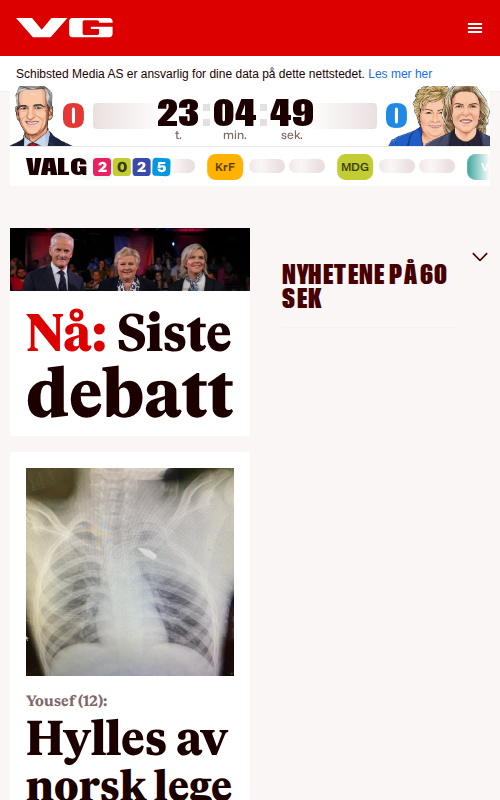 VG
Schibsted Media AS er ansvarlig for dine data på dette nettstedet. Les mer her
0 23:04:49 0
t. min. sek.
VALG 2025 KrF MDG V
Nå: Siste
debatt
NYHETENE PÅ 60
SEK
Yousef (12):
Hylles av
norsk lege